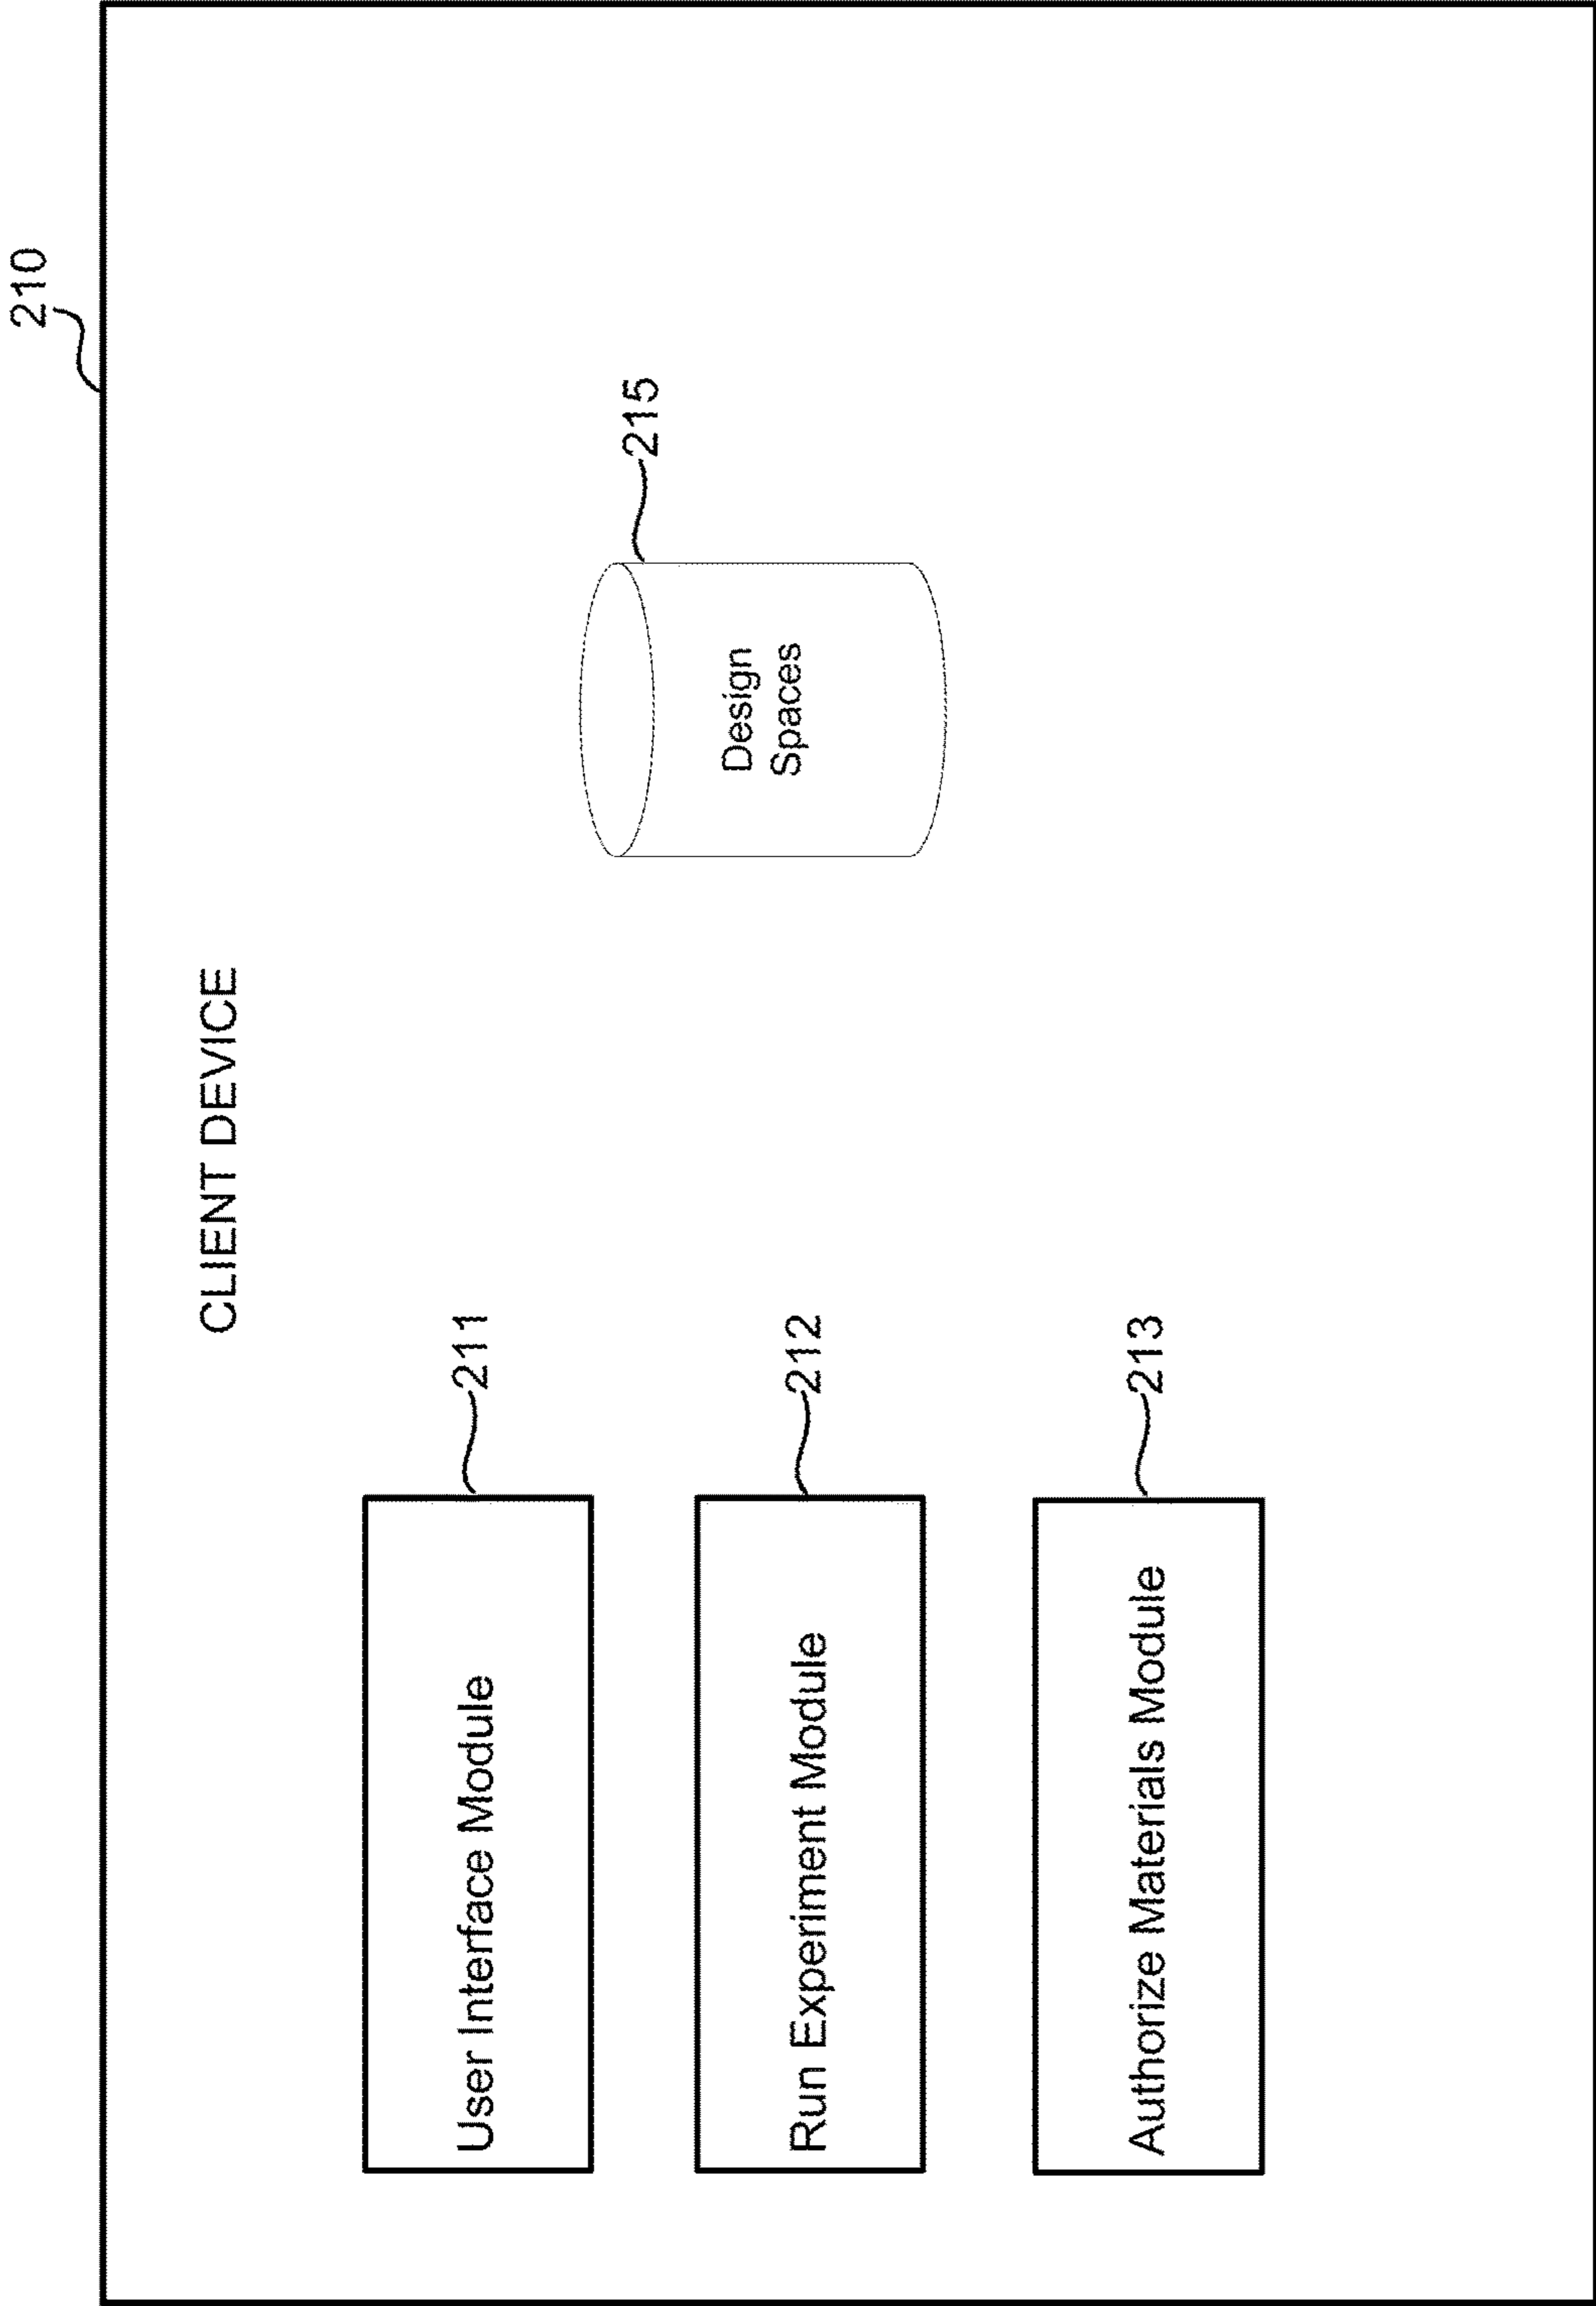 210
CLIENT DEVICE
User Interface Module
211
Run Experiment Module
212
Authorize Materials Module
213
215
Design
Spaces